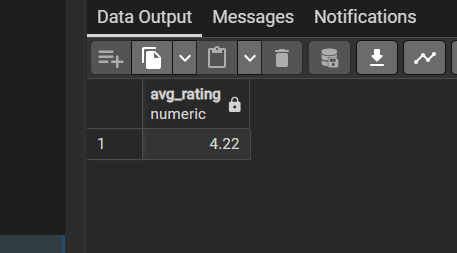 Data Output Messages Notifications
avg_rating
numeric
1 4.22